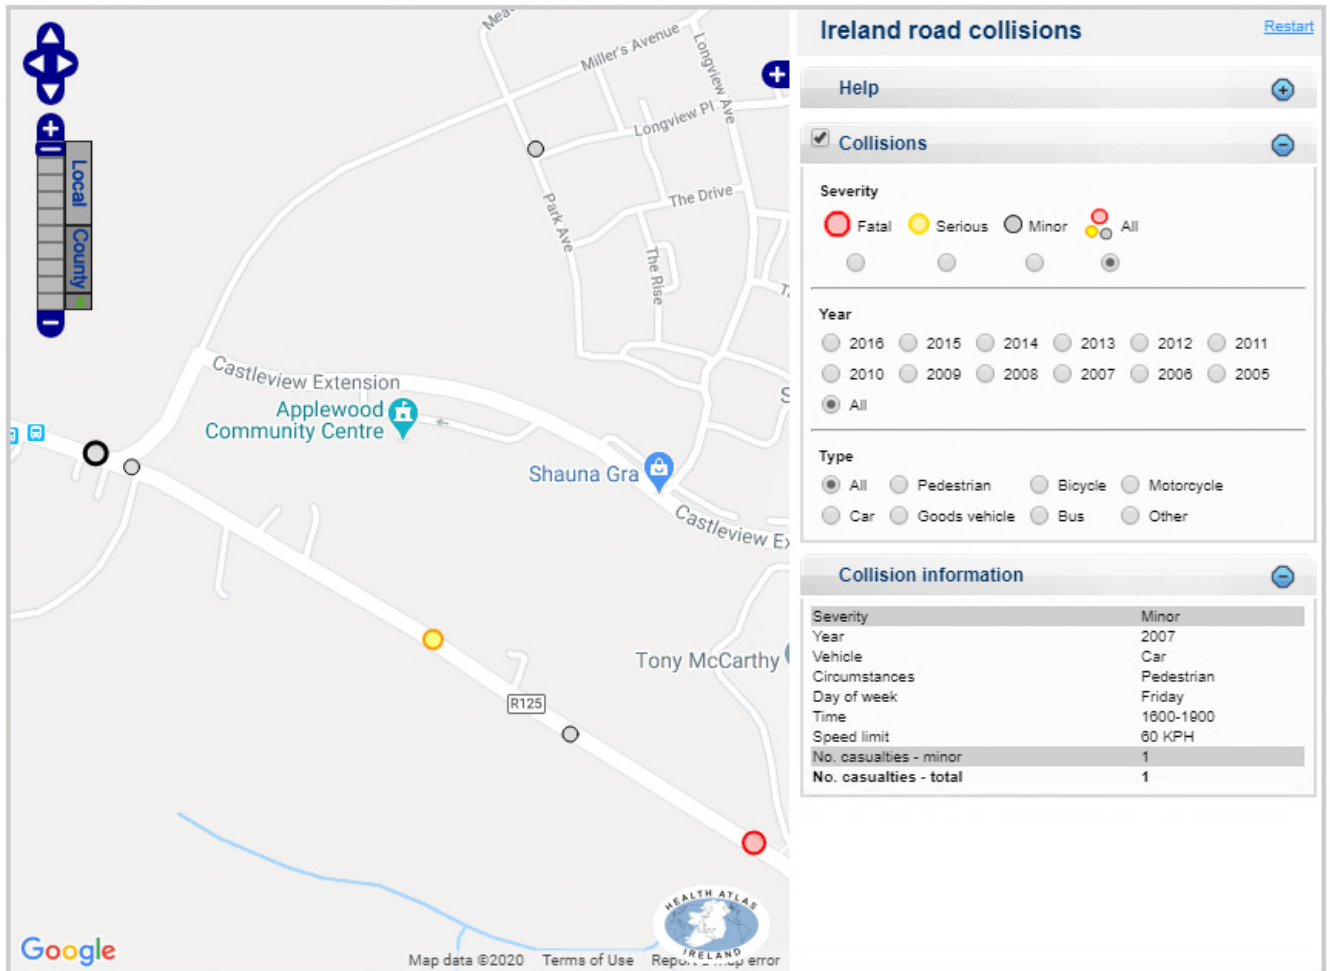 Mea
Miller's Avenue
Longview Ave
Longview Pl
The Drive
Park Ave
The Rise
Castleview Extension
Applewood
Community Centre
Shauna Gra
Castleview Ex
Tony McCarthy
R125
Local
County
HEALTH ATLAS
IRELAND
Google
Map data ©2020 Terms of Use Report a map error
Ireland road collisions
Restart
Help
Collisions
Severity
Fatal Serious Minor All
Year
2016 2015 2014 2013 2012 2011
2010 2009 2008 2007 2006 2005
All
Type
All Pedestrian Bicycle Motorcycle
Car Goods vehicle Bus Other
Collision information
Severity Minor
Year 2007
Vehicle Car
Circumstances Pedestrian
Day of week Friday
Time 1600-1900
Speed limit 60 KPH
No. casualties - minor 1
No. casualties - total 1